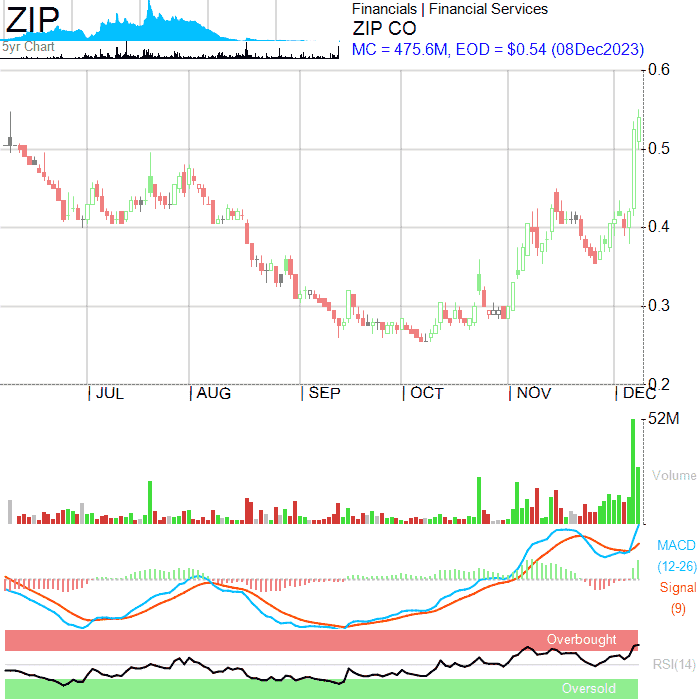 ZIP
Financials | Financial Services
ZIP CO
5yr Chart
MC = 475.6M, EOD = $0.54 (08Dec2023)
0.6
0.5
0.4
0.3
0.2
| JUL | AUG | SEP | OCT | NOV | DEC
52M
Volume
MACD
(12-26)
Signal
(9)
Overbought
RSI(14)
Oversold